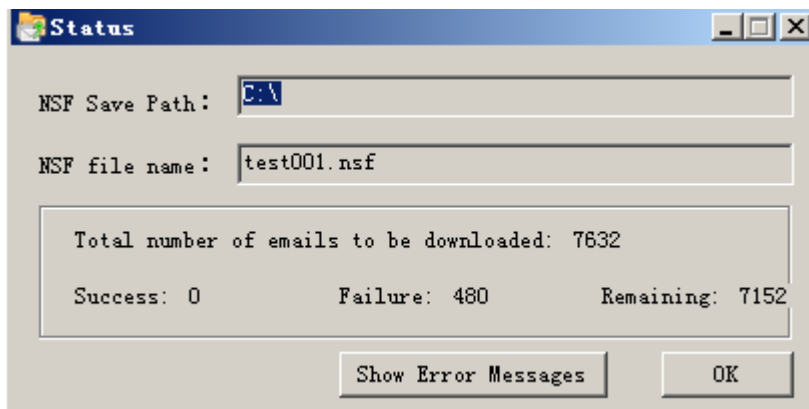 Status
NSF Save Path: C:\
NSF file name: test001.nsf
Total number of emails to be downloaded: 7632
Success: 0 Failure: 480 Remaining: 7152
Show Error Messages OK